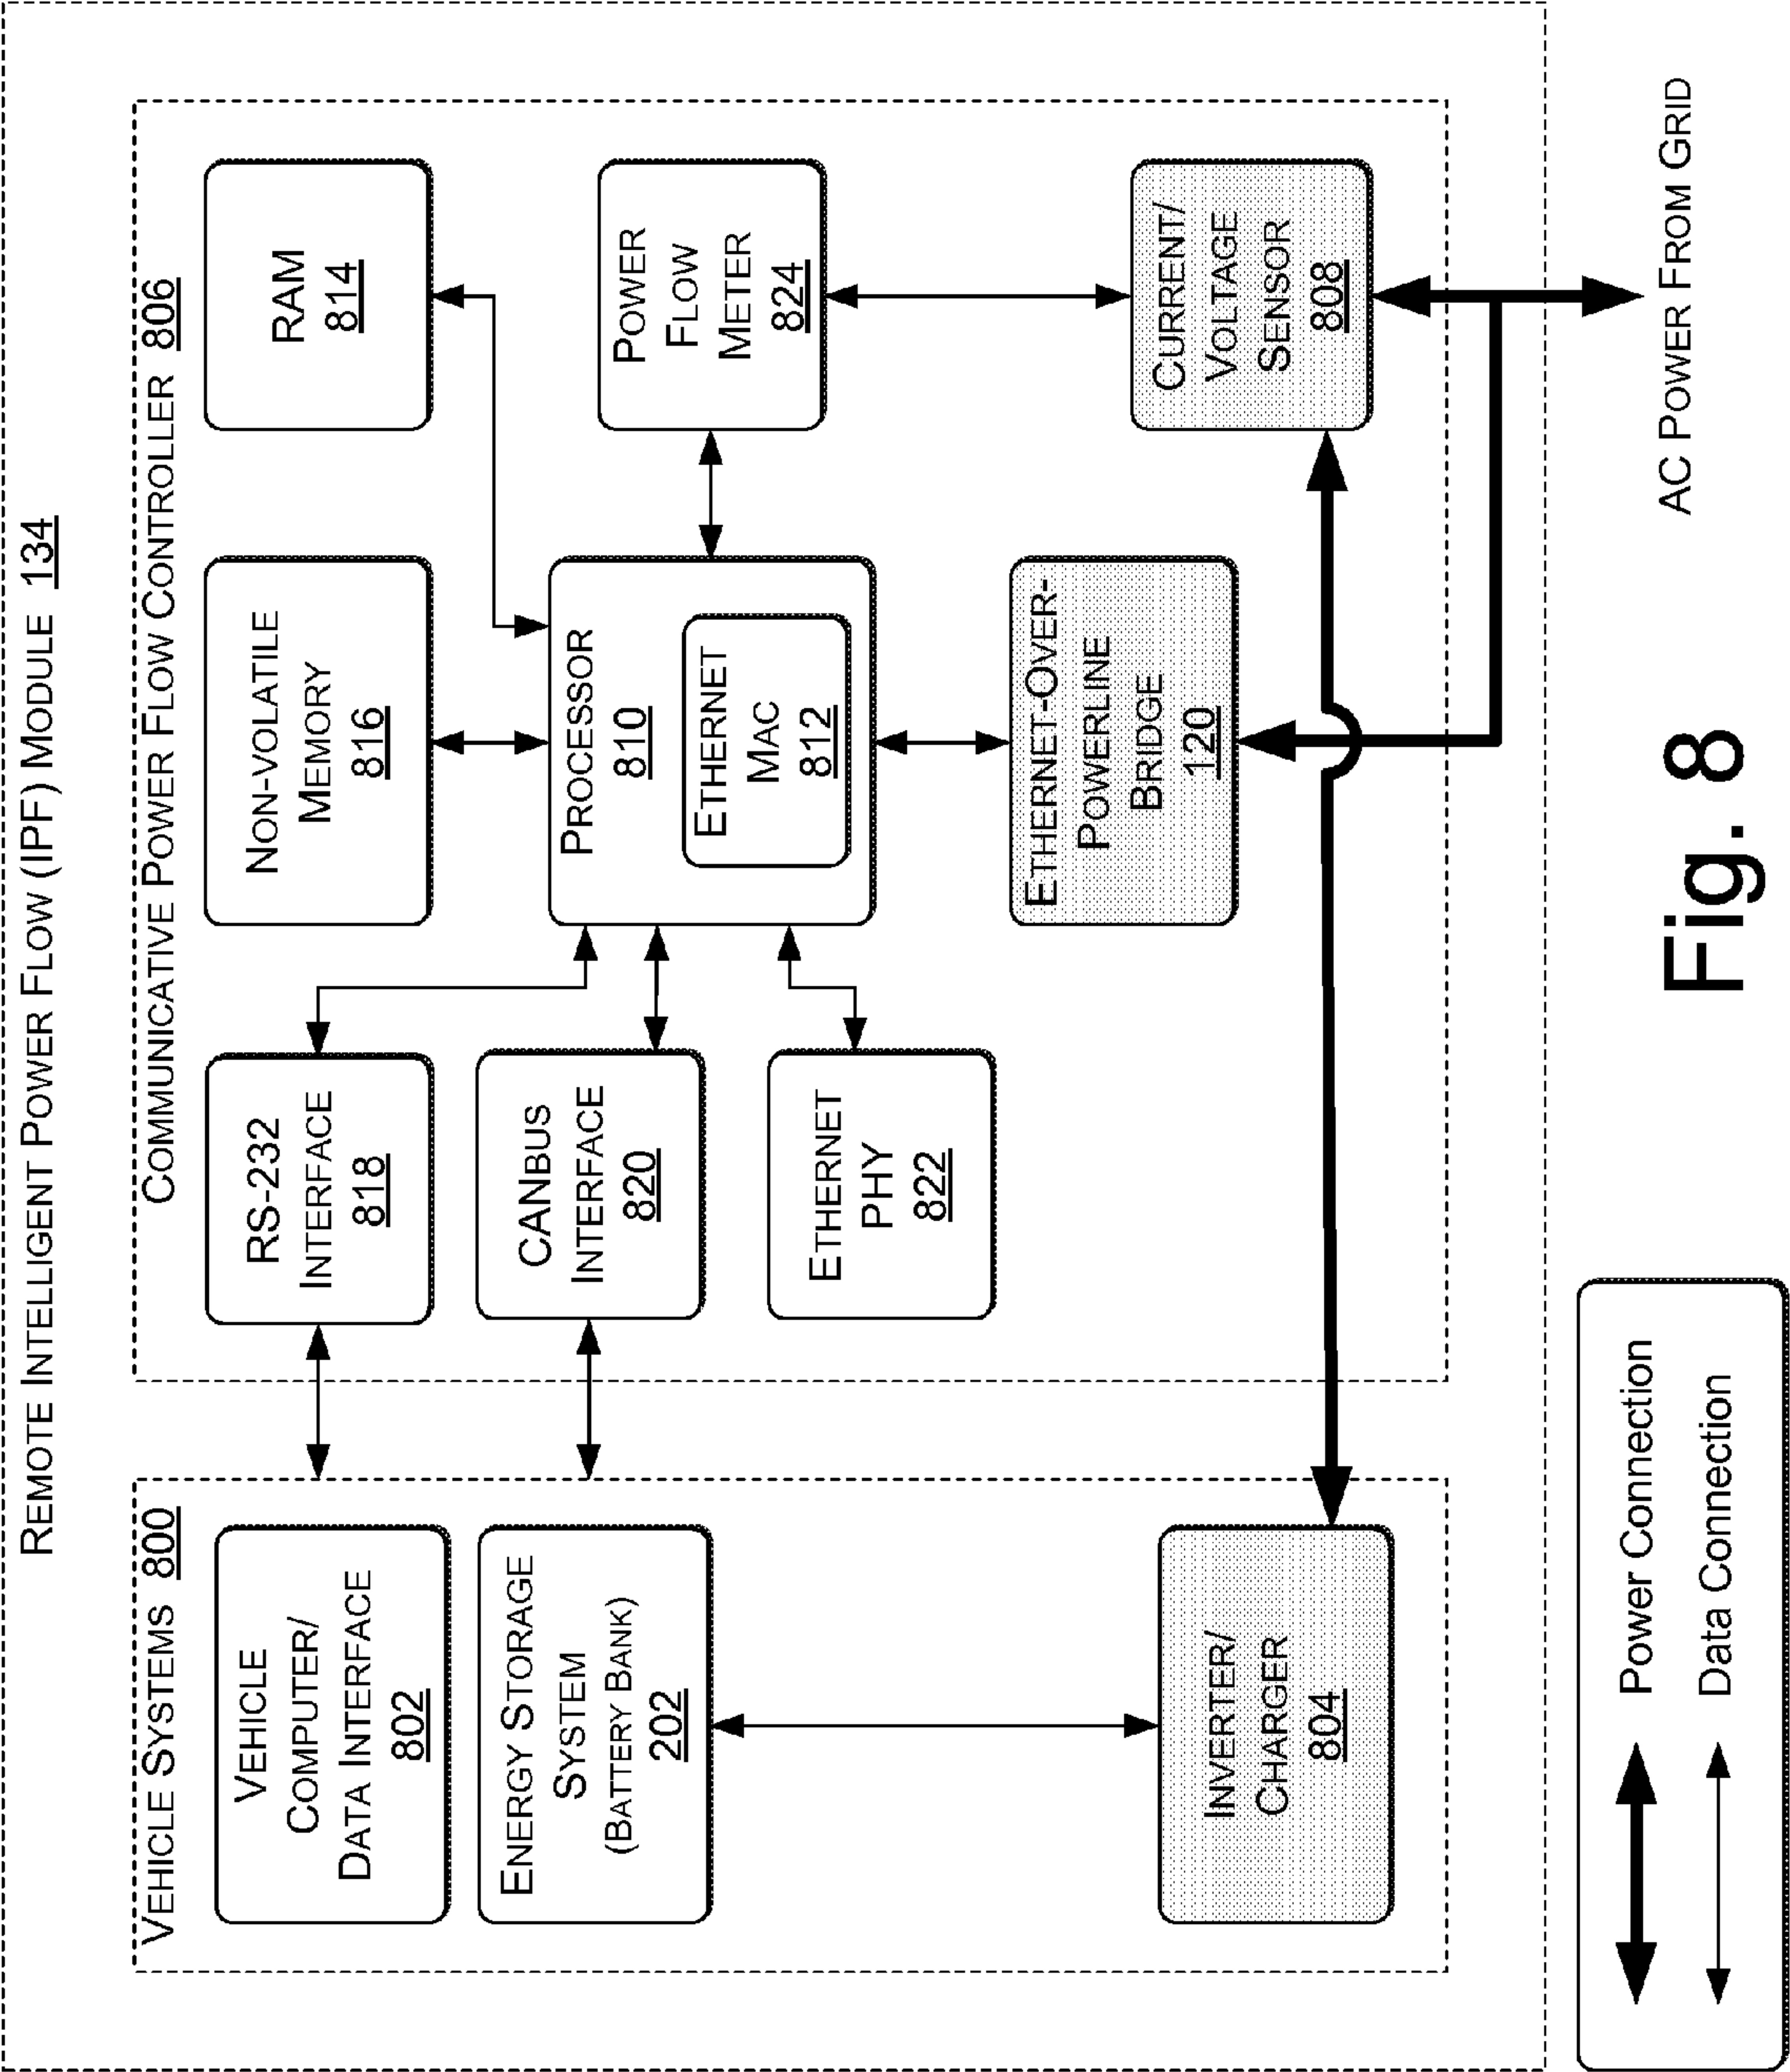 REMOTE INTELLIGENT POWER FLOW (IPF) MODULE 134
VEHICLE SYSTEMS 800
VEHICLE
COMPUTER/
DATA INTERFACE
802
ENERGY STORAGE
SYSTEM
(BATTERY BANK)
202
INVERTER/
CHARGER
804
COMMUNICATIVE POWER FLOW CONTROLLER 806
RS-232
INTERFACE
818
CANBUS
INTERFACE
820
ETHERNET
PHY
822
NON-VOLATILE
MEMORY
816
PROCESSOR
810
ETHERNET
MAC
812
ETHERNET-OVER-
POWERLINE
BRIDGE
120
RAM
814
POWER
FLOW
METER
824
CURRENT/
VOLTAGE
SENSOR
808
AC POWER FROM GRID
Power Connection
Data Connection
Fig. 8